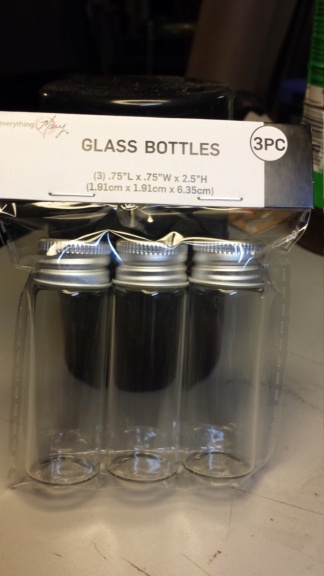 everything Mary
GLASS BOTTLES
3PC
(3) .75"L x .75"W x 2.5"H
(1.91cm x 1.91cm x 6.35cm)